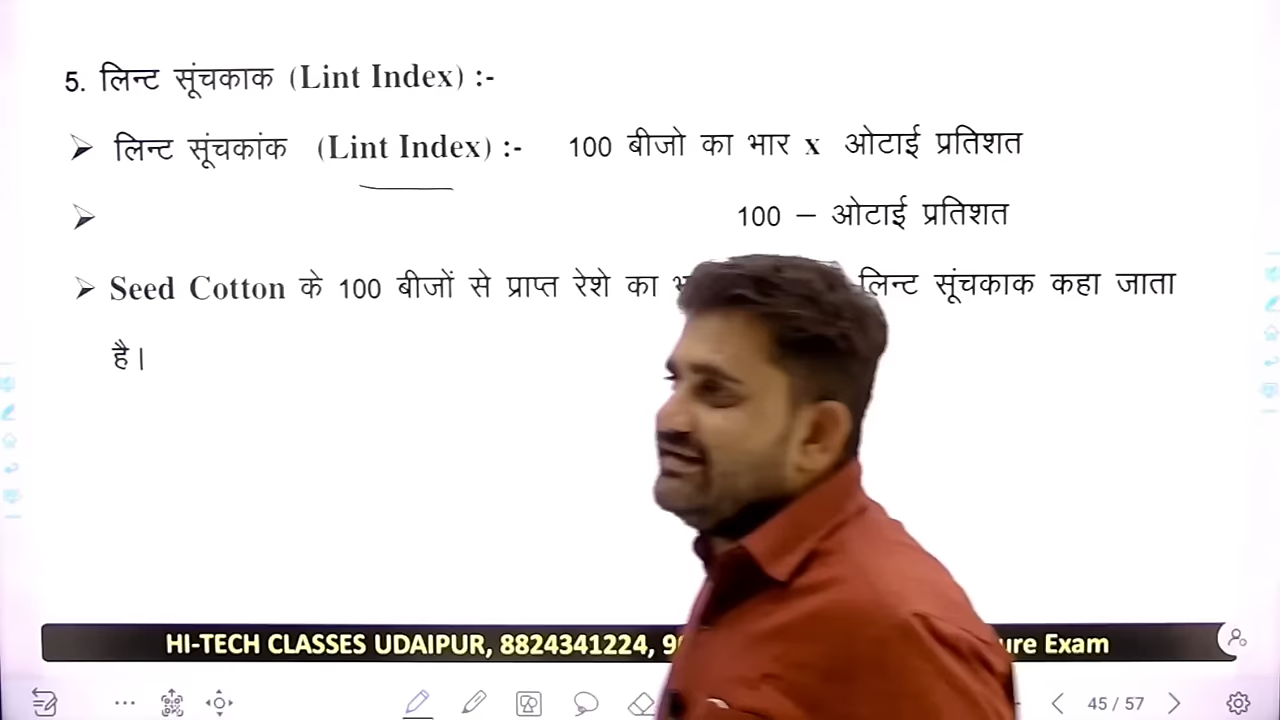 5. लिन्ट सूंचकाक (Lint Index) :-
लिन्ट सूंचकांक (Lint Index) :- 100 बीजो का भार x ओटाई प्रतिशत
100 – ओटाई प्रतिशत
Seed Cotton के 100 बीजों से प्राप्त रेशे का लिन्ट सूंचकाक कहा जाता
है।
HI-TECH CLASSES UDAIPUR, 8824341224, Exam
45 / 57